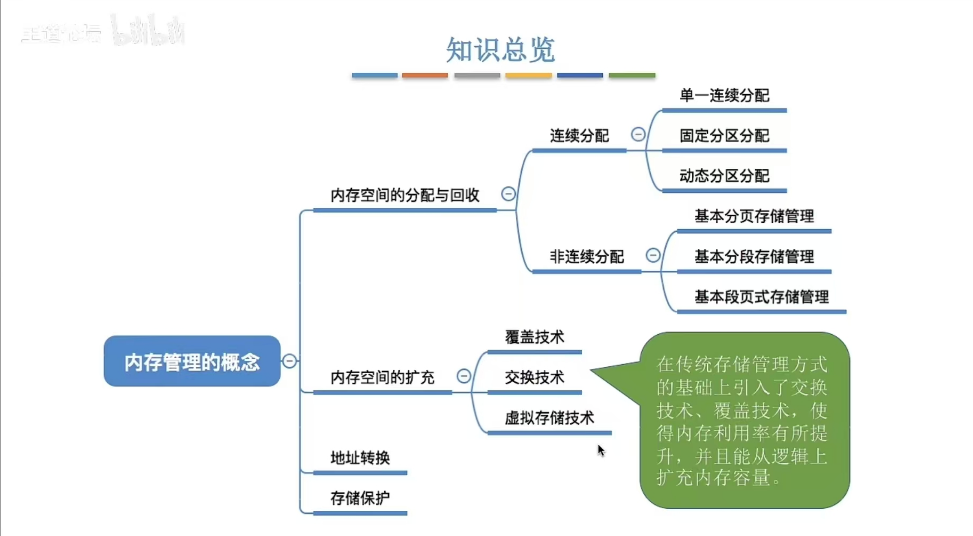 知识总览
单一连续分配
连续分配
固定分区分配
动态分区分配
内存空间的分配与回收
基本分页存储管理
非连续分配
基本分段存储管理
基本段页式存储管理
覆盖技术
内存管理的概念
内存空间的扩充
交换技术
虚拟存储技术
在传统存储管理方式
的基础上引入了交换
技术、覆盖技术，使
得内存利用率有所提
升，并且能从逻辑上
扩充内存容量。
地址转换
存储保护
bilibili